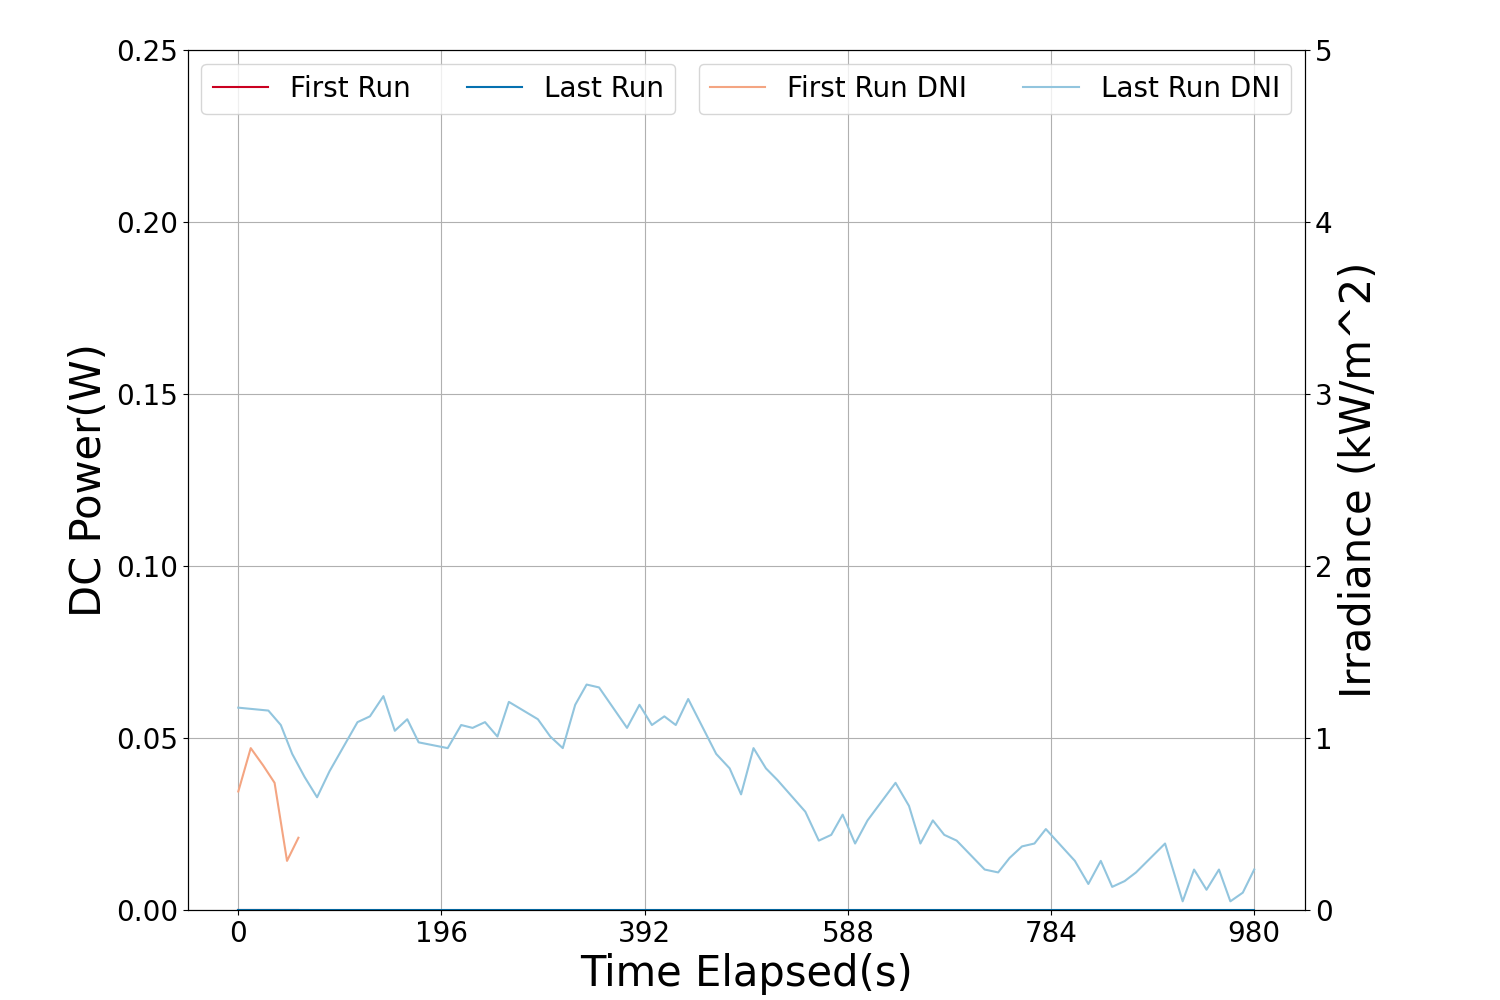 First Run
Last Run
First Run DNI
Last Run DNI
DC Power(W)
0.25
0.20
0.15
0.10
0.05
0.00
5
4
3
2
1
0
Irradiance (kW/m^2)
0 196 392 588 784 980
Time Elapsed(s)